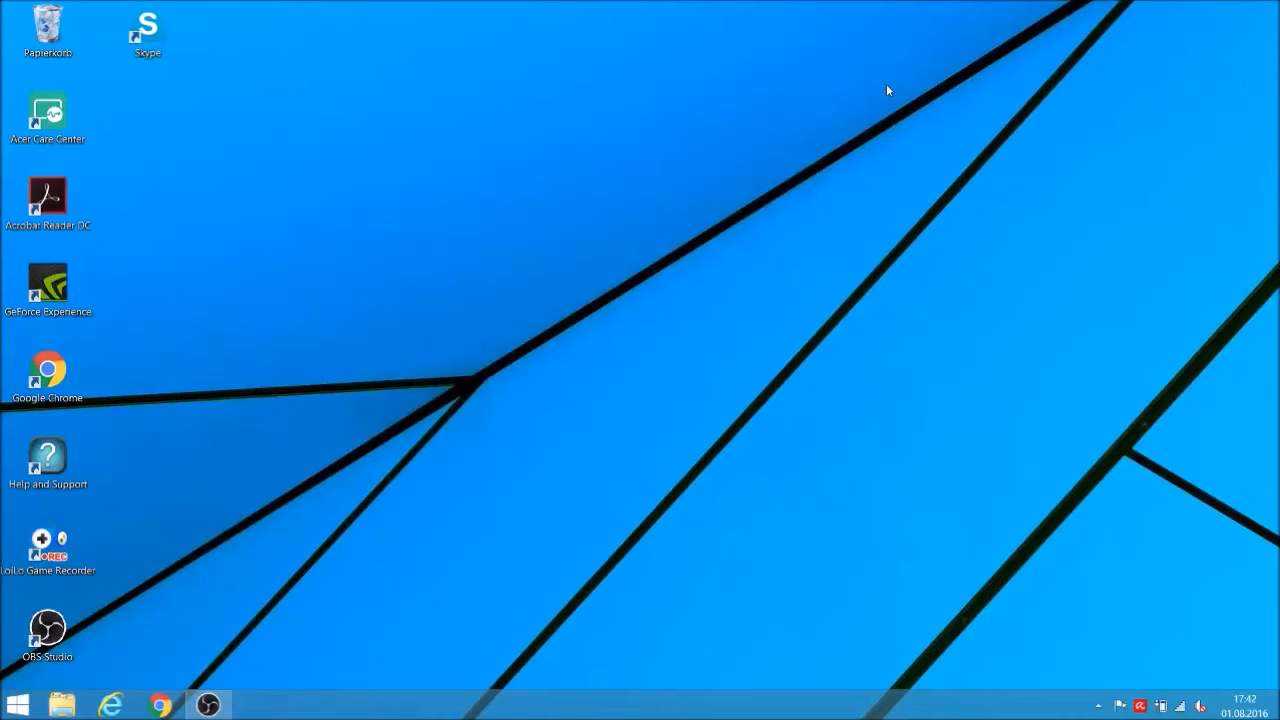 Papierkorb
Skype
Acer Care Center
Acrobat Reader DC
GeForce Experience
Google Chrome
Help and Support
REC
LoiLo Game Recorder
OBS Studio
17:42
01.08.2016